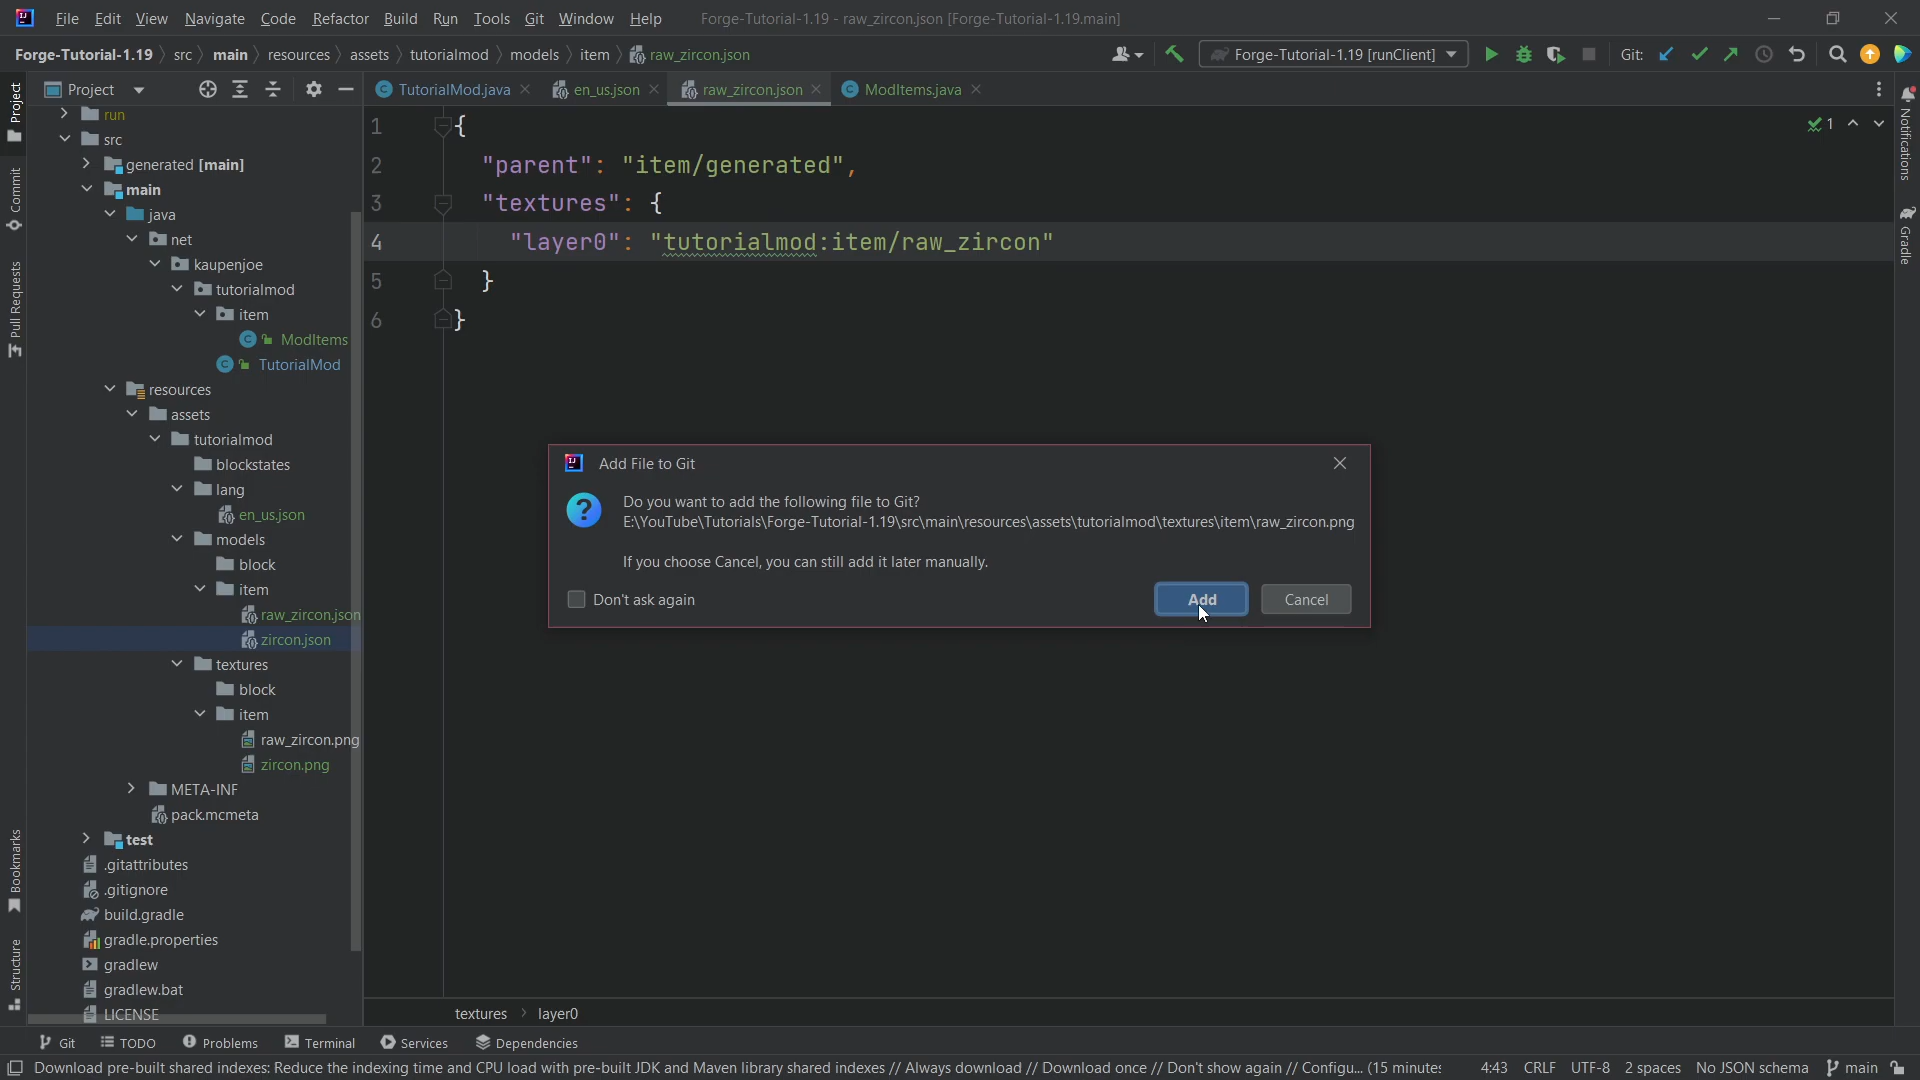 File Edit View Navigate Code Refactor Build Run Tools Git Window Help Forge-Tutorial-1.19 - raw_zircon.json [Forge-Tutorial-1.19.main]
Forge-Tutorial-1.19 src main resources assets tutorialmod models item raw_zircon.json Forge-Tutorial-1.19 [runClient] Git:
Project
Project
TutorialMod.java en_us.json raw_zircon.json ModItems.java
Commit
Pull Requests
Bookmarks
Structure
Notifications
Gradle
run
src
generated [main]
main
java
net
kaupenjoe
tutorialmod
item
ModItems
TutorialMod
resources
assets
tutorialmod
blockstates
lang
en_us.json
models
block
item
raw_zircon.json
zircon.json
textures
block
item
raw_zircon.png
zircon.png
META-INF
pack.mcmeta
test
.gitattributes
.gitignore
build.gradle
gradle.properties
gradlew
gradlew.bat
LICENSE
1 {
2 "parent": "item/generated",
3 "textures": {
4 "layer0": "tutorialmod:item/raw_zircon"
5 }
6 }
1
Add File to Git
Do you want to add the following file to Git?
E:\YouTube\Tutorials\Forge-Tutorial-1.19\src\main\resources\assets\tutorialmod\textures\item\raw_zircon.png
If you choose Cancel, you can still add it later manually.
Don't ask again Add Cancel
textures layer0
Git TODO Problems Terminal Services Dependencies
Download pre-built shared indexes: Reduce the indexing time and CPU load with pre-built JDK and Maven library shared indexes // Always download // Download once // Don't show again // Configu... (15 minutes 4:43 CRLF UTF-8 2 spaces No JSON schema main